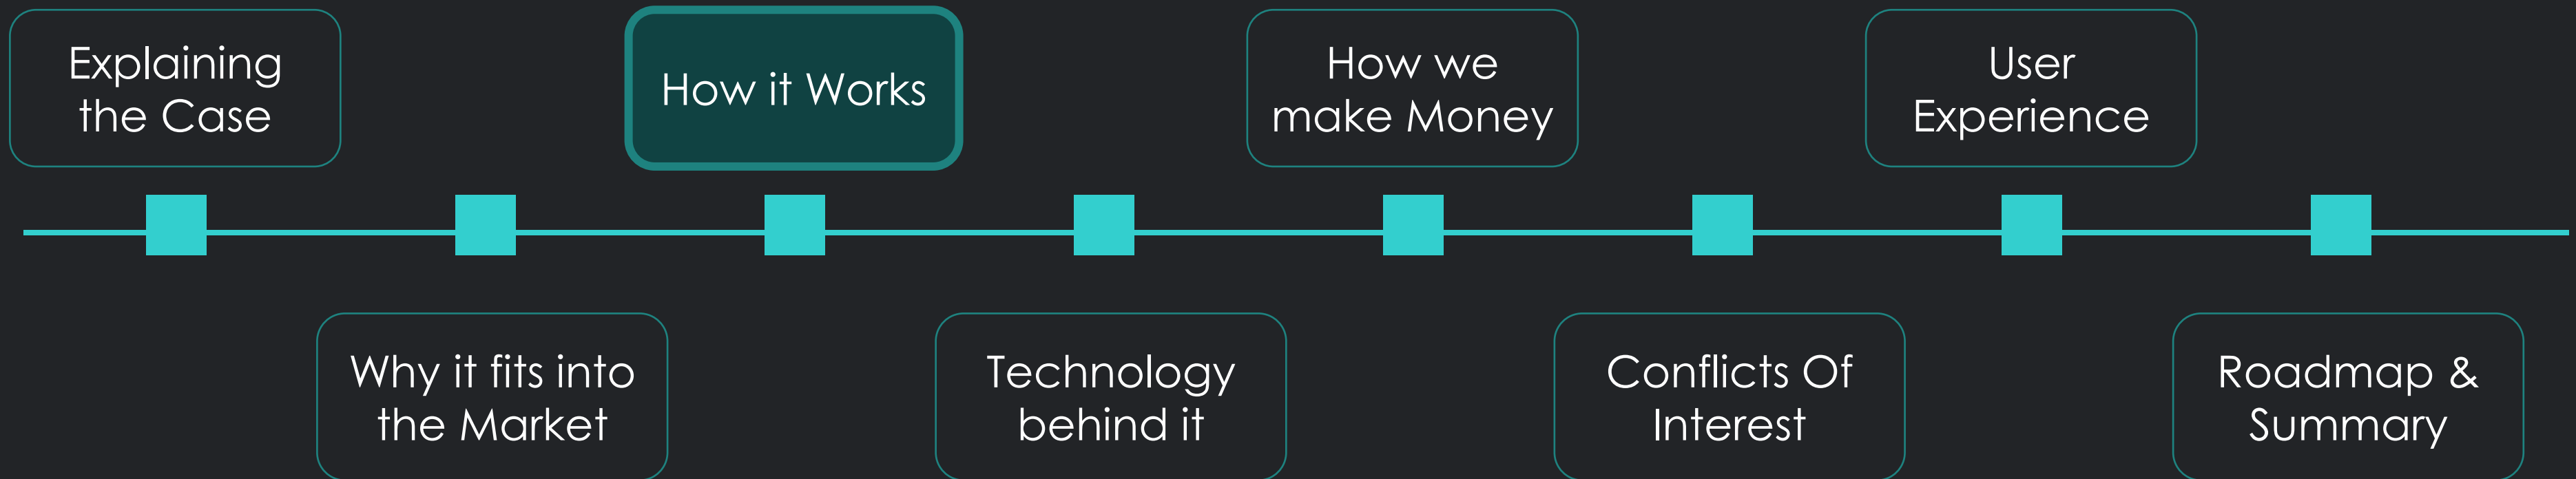 Explaining
the Case
Why it fits into
the Market
How it Works
Technology
behind it
How we
make Money
Conflicts Of
Interest
User
Experience
Roadmap &
Summary